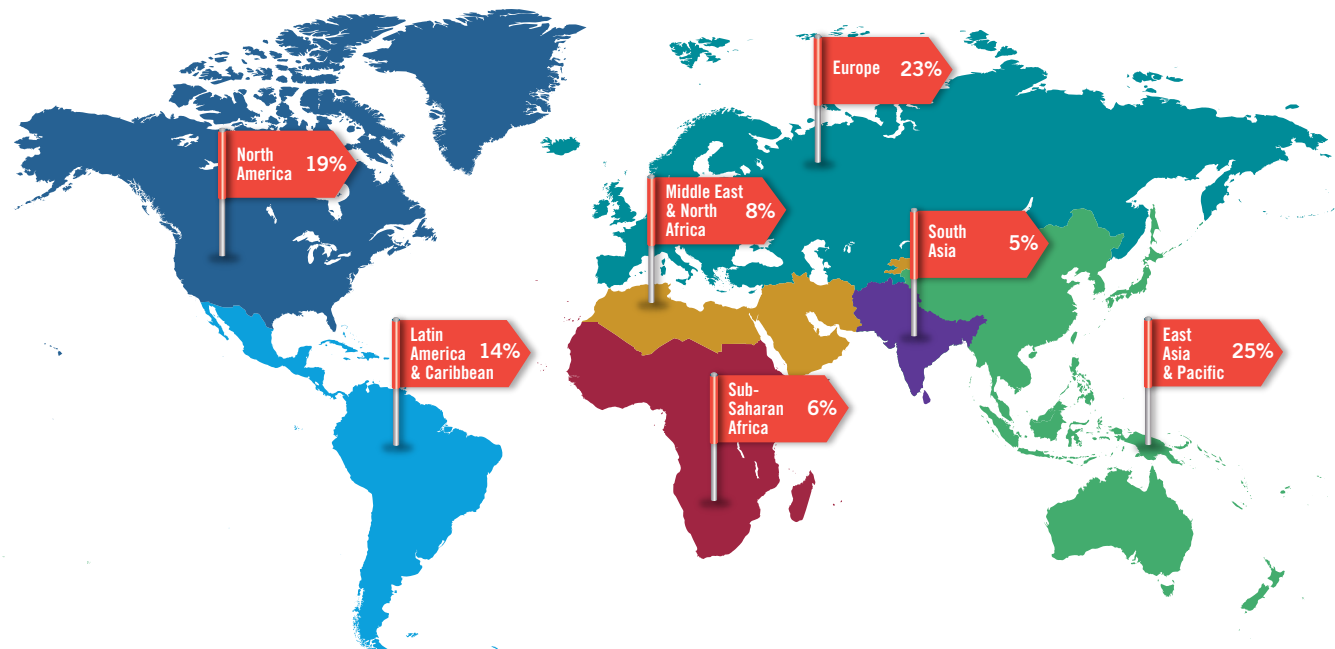 Europe 23%
North
America 19%
Middle East
& North
Africa 8%
South
Asia 5%
Latin
America 14%
& Caribbean
East
Asia 25%
& Pacific
Sub-
Saharan 6%
Africa